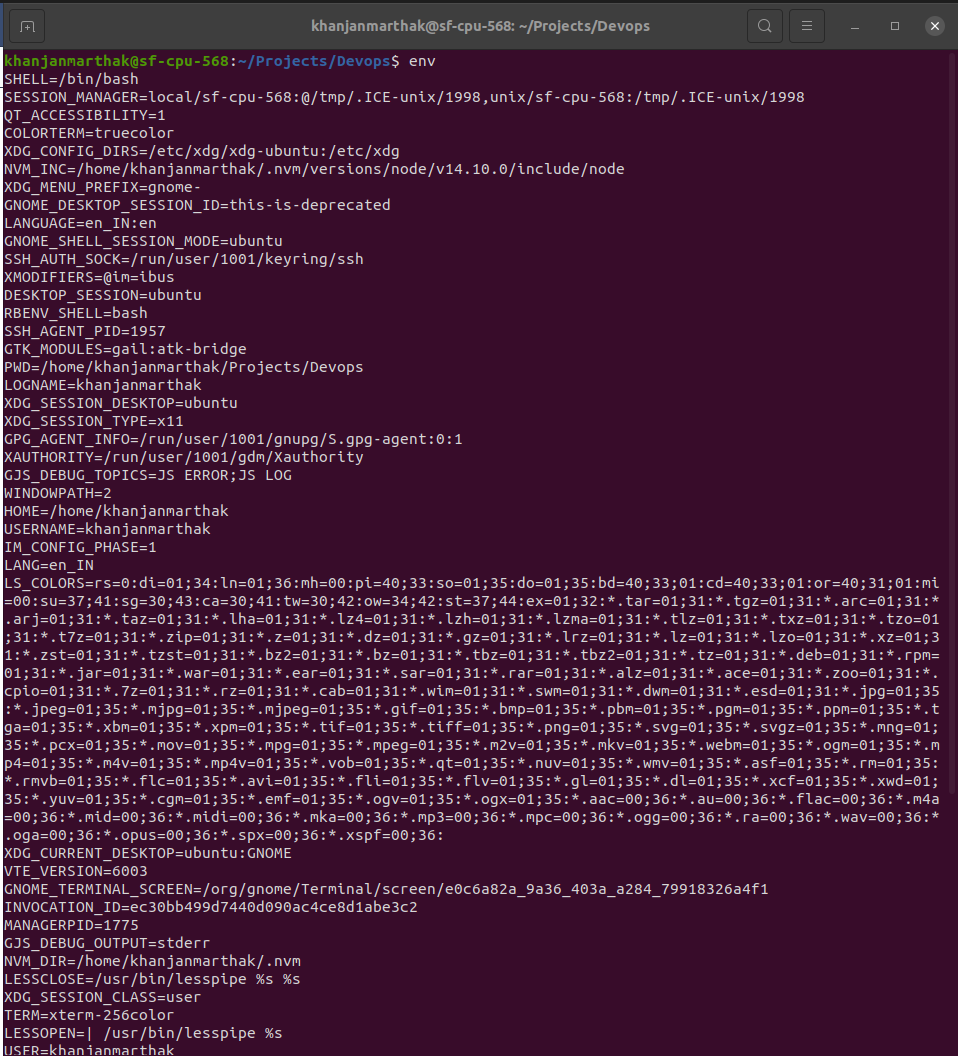 khanjanmarthak@sf-cpu-568: ~/Projects/Devops
khanjanmarthak@sf-cpu-568:~/Projects/Devops$ env
SHELL=/bin/bash
SESSION_MANAGER=local/sf-cpu-568:@/tmp/.ICE-unix/1998,unix/sf-cpu-568:/tmp/.ICE-unix/1998
QT_ACCESSIBILITY=1
COLORTERM=truecolor
XDG_CONFIG_DIRS=/etc/xdg/xdg-ubuntu:/etc/xdg
NVM_INC=/home/khanjanmarthak/.nvm/versions/node/v14.10.0/include/node
XDG_MENU_PREFIX=gnome-
GNOME_DESKTOP_SESSION_ID=this-is-deprecated
LANGUAGE=en_IN:en
GNOME_SHELL_SESSION_MODE=ubuntu
SSH_AUTH_SOCK=/run/user/1001/keyring/ssh
XMODIFIERS=@im=ibus
DESKTOP_SESSION=ubuntu
RBENV_SHELL=bash
SSH_AGENT_PID=1957
GTK_MODULES=gail:atk-bridge
PWD=/home/khanjanmarthak/Projects/Devops
LOGNAME=khanjanmarthak
XDG_SESSION_DESKTOP=ubuntu
XDG_SESSION_TYPE=x11
GPG_AGENT_INFO=/run/user/1001/gnupg/S.gpg-agent:0:1
XAUTHORITY=/run/user/1001/gdm/Xauthority
GJS_DEBUG_TOPICS=JS ERROR;JS LOG
WINDOWPATH=2
HOME=/home/khanjanmarthak
USERNAME=khanjanmarthak
IM_CONFIG_PHASE=1
LANG=en_IN
LS_COLORS=rs=0:di=01;34:ln=01;36:mh=00:pi=40;33:so=01;35:do=01;35:bd=40;33;01:cd=40;33;01:or=40;31;01:mi
=00:su=37;41:sg=30;43:ca=30;41:tw=30;42:ow=34;42:st=37;44:ex=01;32:*.tar=01;31:*.tgz=01;31:*.arc=01;31:*
.arj=01;31:*.taz=01;31:*.lha=01;31:*.lz4=01;31:*.lzh=01;31:*.lzma=01;31:*.tlz=01;31:*.txz=01;31:*.tzo=01
;31:*.t7z=01;31:*.zip=01;31:*.z=01;31:*.dz=01;31:*.gz=01;31:*.lrz=01;31:*.lz=01;31:*.lzo=01;31:*.xz=01;3
1:*.zst=01;31:*.tzst=01;31:*.bz2=01;31:*.bz=01;31:*.tbz=01;31:*.tbz2=01;31:*.tz=01;31:*.deb=01;31:*.rpm=
01;31:*.jar=01;31:*.war=01;31:*.ear=01;31:*.sar=01;31:*.rar=01;31:*.alz=01;31:*.ace=01;31:*.zoo=01;31:*.
cpio=01;31:*.7z=01;31:*.rz=01;31:*.cab=01;31:*.wim=01;31:*.swm=01;31:*.dwm=01;31:*.esd=01;31:*.jpg=01;35
:*.jpeg=01;35:*.mjpg=01;35:*.mjpeg=01;35:*.gif=01;35:*.bmp=01;35:*.pbm=01;35:*.pgm=01;35:*.ppm=01;35:*.t
ga=01;35:*.xbm=01;35:*.xpm=01;35:*.tif=01;35:*.tiff=01;35:*.png=01;35:*.svg=01;35:*.svgz=01;35:*.mng=01;
35:*.pcx=01;35:*.mov=01;35:*.mpg=01;35:*.mpeg=01;35:*.m2v=01;35:*.mkv=01;35:*.webm=01;35:*.ogm=01;35:*.m
p4=01;35:*.m4v=01;35:*.mp4v=01;35:*.vob=01;35:*.qt=01;35:*.nuv=01;35:*.wmv=01;35:*.asf=01;35:*.rm=01;35:
*.rmvb=01;35:*.flc=01;35:*.avi=01;35:*.fli=01;35:*.flv=01;35:*.gl=01;35:*.dl=01;35:*.xcf=01;35:*.xwd=01;
35:*.yuv=01;35:*.cgm=01;35:*.emf=01;35:*.ogv=01;35:*.ogx=01;35:*.aac=00;36:*.au=00;36:*.flac=00;36:*.m4a
=00;36:*.mid=00;36:*.midi=00;36:*.mka=00;36:*.mp3=00;36:*.mpc=00;36:*.ogg=00;36:*.ra=00;36:*.wav=00;36:*
.oga=00;36:*.opus=00;36:*.spx=00;36:*.xspf=00;36:
XDG_CURRENT_DESKTOP=ubuntu:GNOME
VTE_VERSION=6003
GNOME_TERMINAL_SCREEN=/org/gnome/Terminal/screen/e0c6a82a_9a36_403a_a284_79918326a4f1
INVOCATION_ID=ec30bb499d7440d090ac4ce8d1abe3c2
MANAGERPID=1775
GJS_DEBUG_OUTPUT=stderr
NVM_DIR=/home/khanjanmarthak/.nvm
LESSCLOSE=/usr/bin/lesspipe %s %s
XDG_SESSION_CLASS=user
TERM=xterm-256color
LESSOPEN=| /usr/bin/lesspipe %s
USER=khanjanmarthak